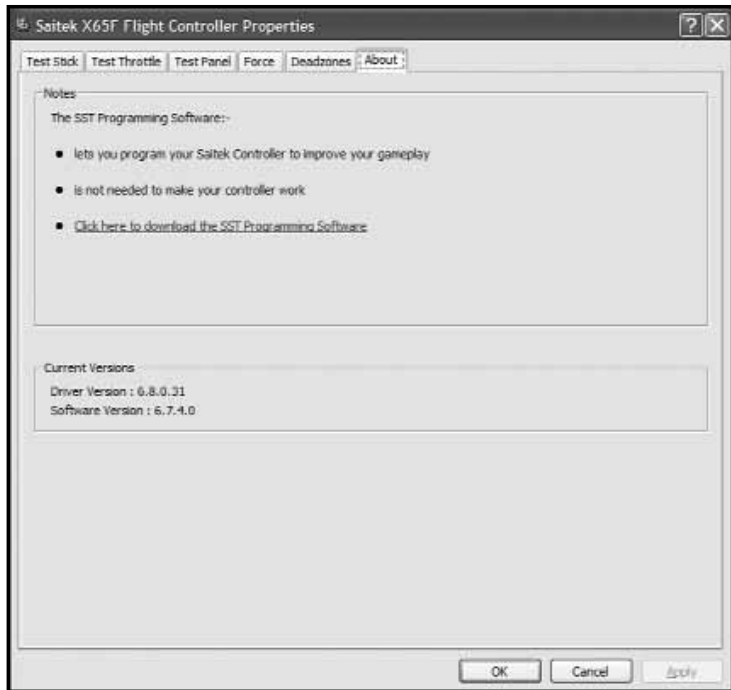 Saitek X65F Flight Controller Properties
Test Stick Test Throttle Test Panel Force Deadzones About
Notes
The SST Programming Software:-
• lets you program your Saitek Controller to improve your gameplay
• is not needed to make your controller work
• Click here to download the SST Programming Software
Current Versions
Driver Version : 6.8.0.31
Software Version : 6.7.4.0
OK Cancel Apply